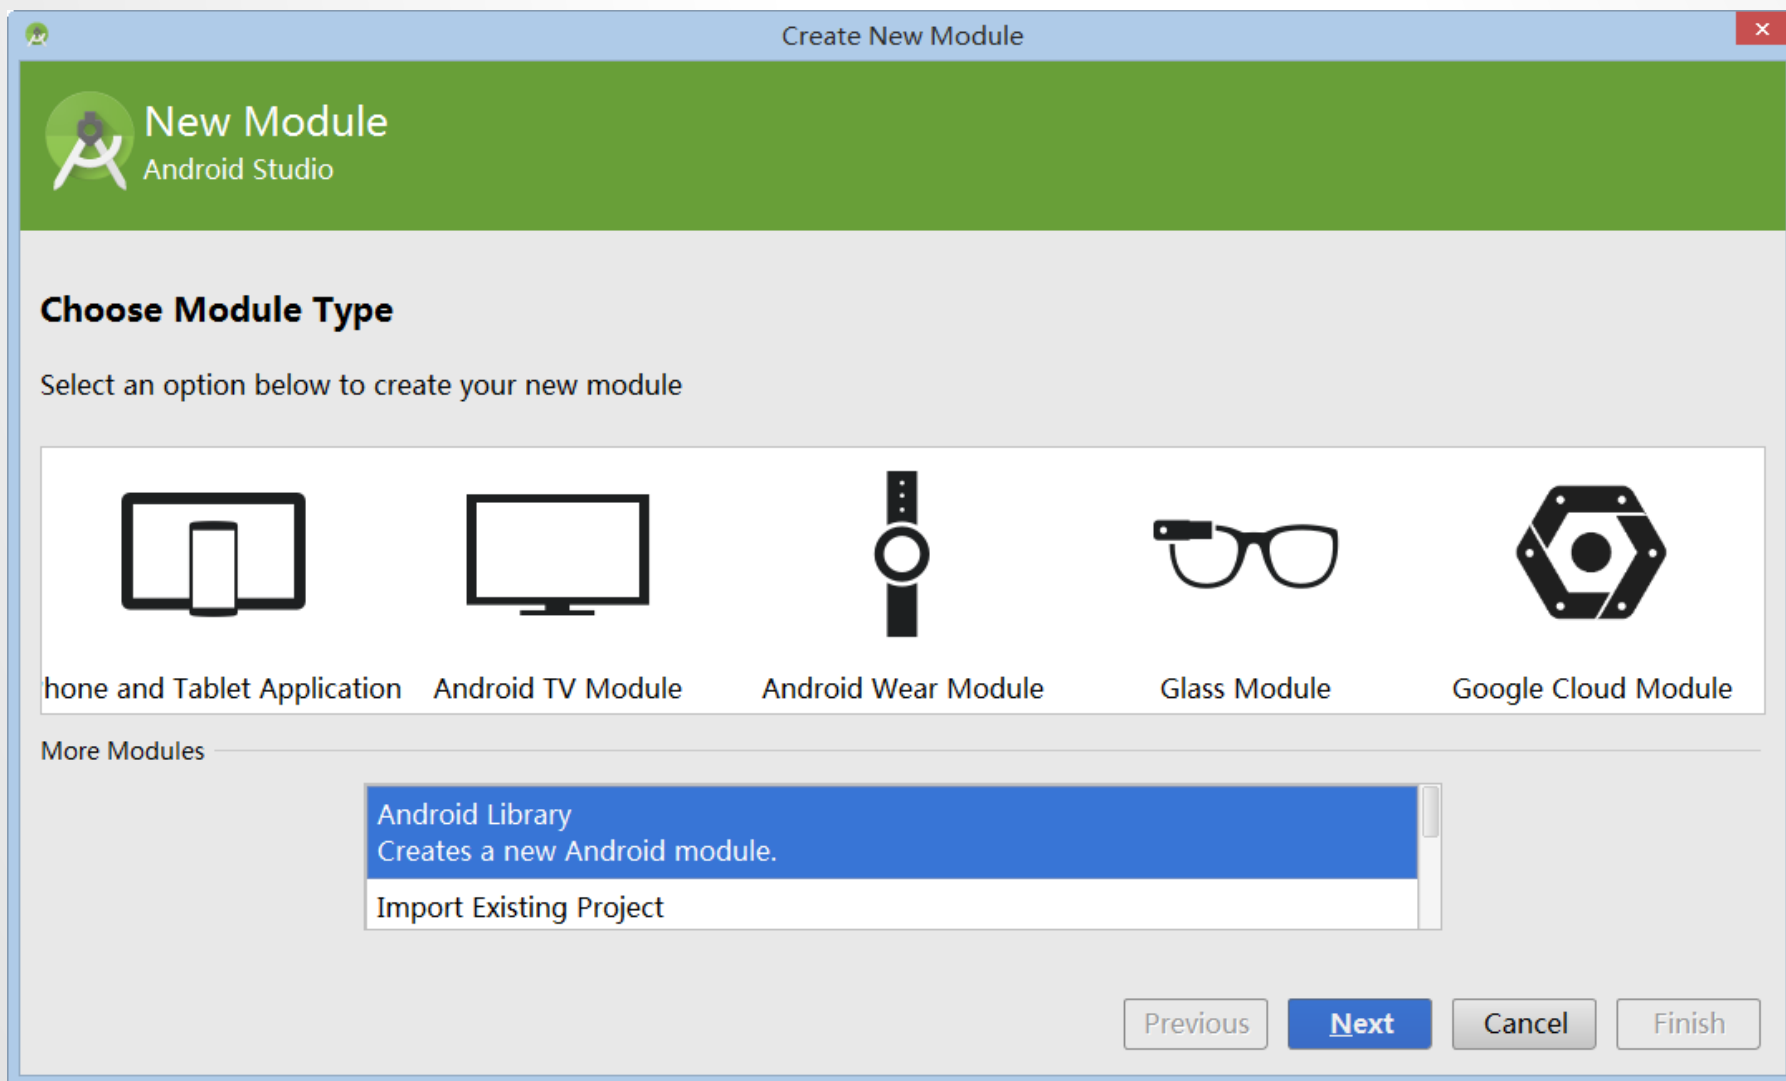 Create New Module
New Module
Android Studio
Choose Module Type
Select an option below to create your new module
hone and Tablet Application
Android TV Module
Android Wear Module
Glass Module
Google Cloud Module
More Modules
Android Library
Creates a new Android module.
Import Existing Project
Previous
Next
Cancel
Finish